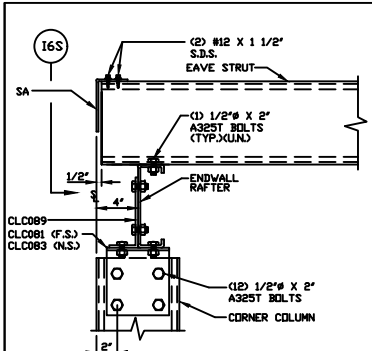 I6S
(2) #12 X 1 1/2"
S.D.S.
EAVE STRUT
SA
(1) 1/2"ø X 2"
A325T BOLTS
(TYP.)(U.N.)
1/2"
4"
ENDWALL
RAFTER
CLC089
CLC081 (F.S.)
CLC083 (N.S.)
(12) 1/2"ø X 2"
A325T BOLTS
CORNER COLUMN
2"